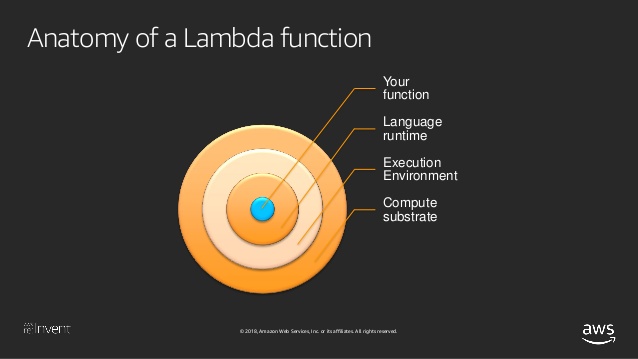 Anatomy of a Lambda function
Your
function
Language
runtime
Execution
Environment
Compute
substrate
AWS
re:Invent
© 2018, Amazon Web Services, Inc. or its affiliates. All rights reserved.
aws